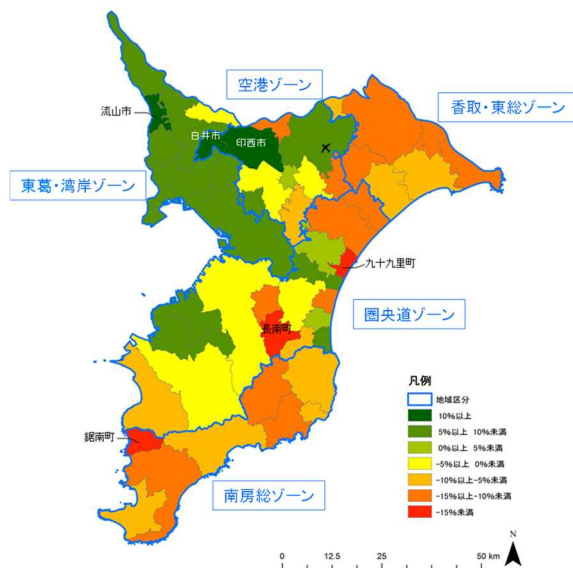 空港ゾーン
香取・東総ゾーン
流山市
白井市
印西市
東葛・湾岸ゾーン
九十九里町
圏央道ゾーン
長南町
鋸南町
南房総ゾーン
凡例
地域区分
10%以上
5%以上 10%未満
0%以上 5%未満
-5%以上 0%未満
-10%以上-5%未満
-15%以上-10%未満
-15%未満
0 12.5 25 50 km
N